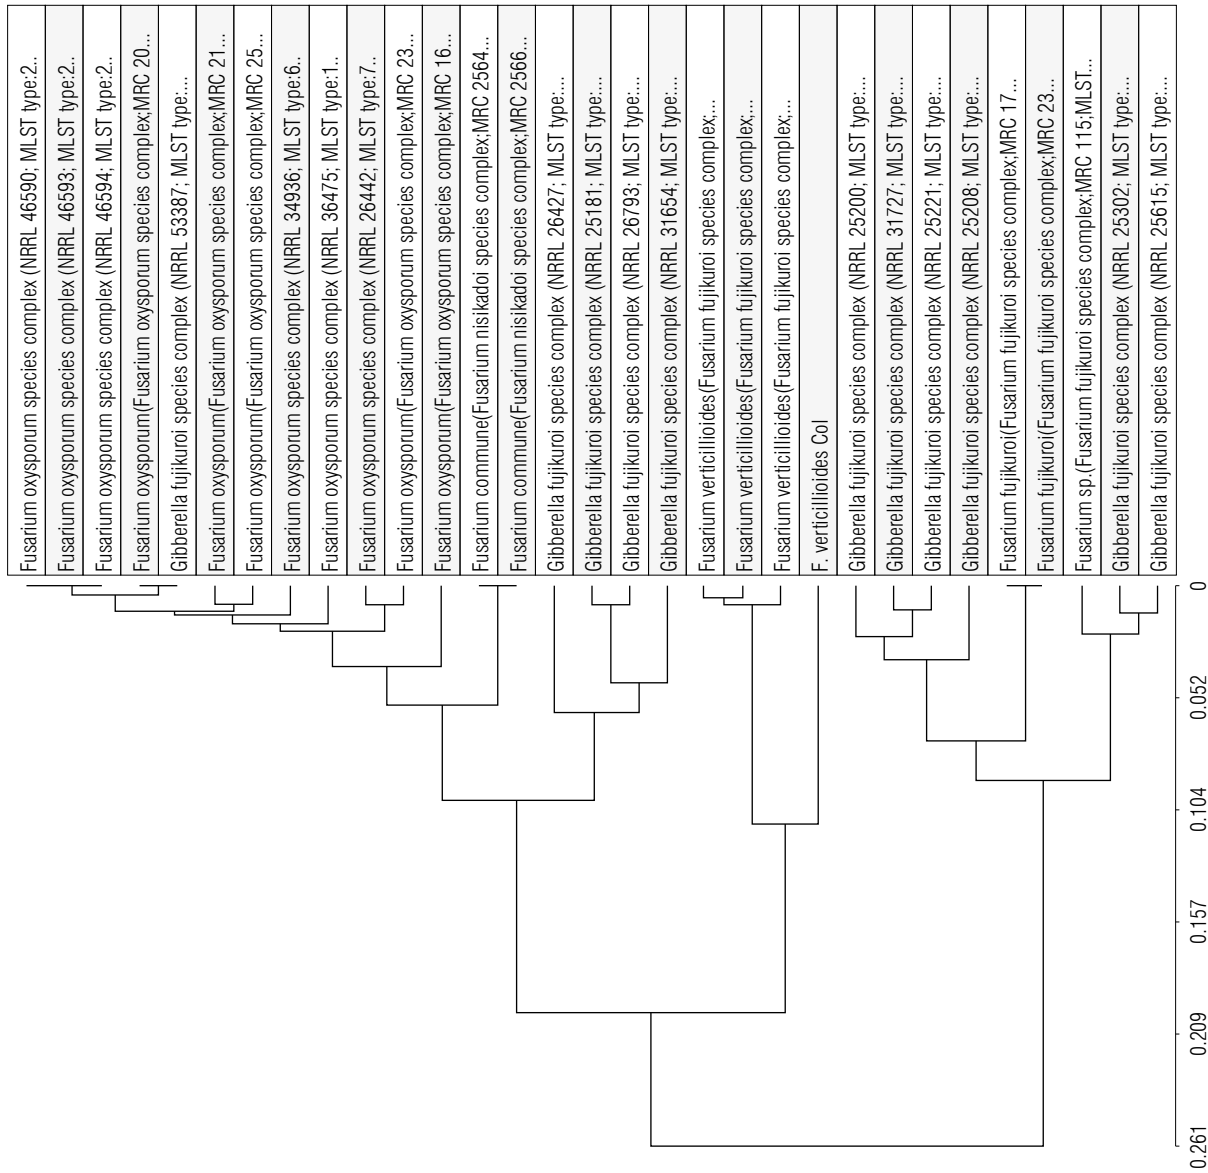 Fusarium oxysporum species complex (NRRL 46590; MLST type:2..
Fusarium oxysporum species complex (NRRL 46593; MLST type:2..
Fusarium oxysporum species complex (NRRL 46594; MLST type:2..
Fusarium oxysporum(Fusarium oxysporum species complex;MRC 20...
Gibberella fujikuroi species complex (NRRL 53387; MLST type:...
Fusarium oxysporum(Fusarium oxysporum species complex;MRC 21...
Fusarium oxysporum(Fusarium oxysporum species complex;MRC 25...
Fusarium oxysporum species complex (NRRL 34936; MLST type:6..
Fusarium oxysporum species complex (NRRL 36475; MLST type:1..
Fusarium oxysporum species complex (NRRL 26442; MLST type:7..
Fusarium oxysporum(Fusarium oxysporum species complex;MRC 23...
Fusarium oxysporum(Fusarium oxysporum species complex;MRC 16...
Fusarium commune(Fusarium nisikadoi species complex;MRC 2564...
Fusarium commune(Fusarium nisikadoi species complex;MRC 2566...
Gibberella fujikuroi species complex (NRRL 26427; MLST type:...
Gibberella fujikuroi species complex (NRRL 25181; MLST type:...
Gibberella fujikuroi species complex (NRRL 26793; MLST type:...
Gibberella fujikuroi species complex (NRRL 31654; MLST type:...
Fusarium verticillioides(Fusarium fujikuroi species complex;...
Fusarium verticillioides(Fusarium fujikuroi species complex;...
Fusarium verticillioides(Fusarium fujikuroi species complex;...
F. verticillioides Col
Gibberella fujikuroi species complex (NRRL 25200; MLST type:...
Gibberella fujikuroi species complex (NRRL 31727; MLST type:...
Gibberella fujikuroi species complex (NRRL 25221; MLST type:...
Gibberella fujikuroi species complex (NRRL 25208; MLST type:...
Fusarium fujikuroi(Fusarium fujikuroi species complex;MRC 17...
Fusarium fujikuroi(Fusarium fujikuroi species complex;MRC 23...
Fusarium sp.(Fusarium fujikuroi species complex;MRC 115;MLST...
Gibberella fujikuroi species complex (NRRL 25302; MLST type:...
Gibberella fujikuroi species complex (NRRL 25615; MLST type:...
0
0.052
0.104
0.157
0.209
0.261